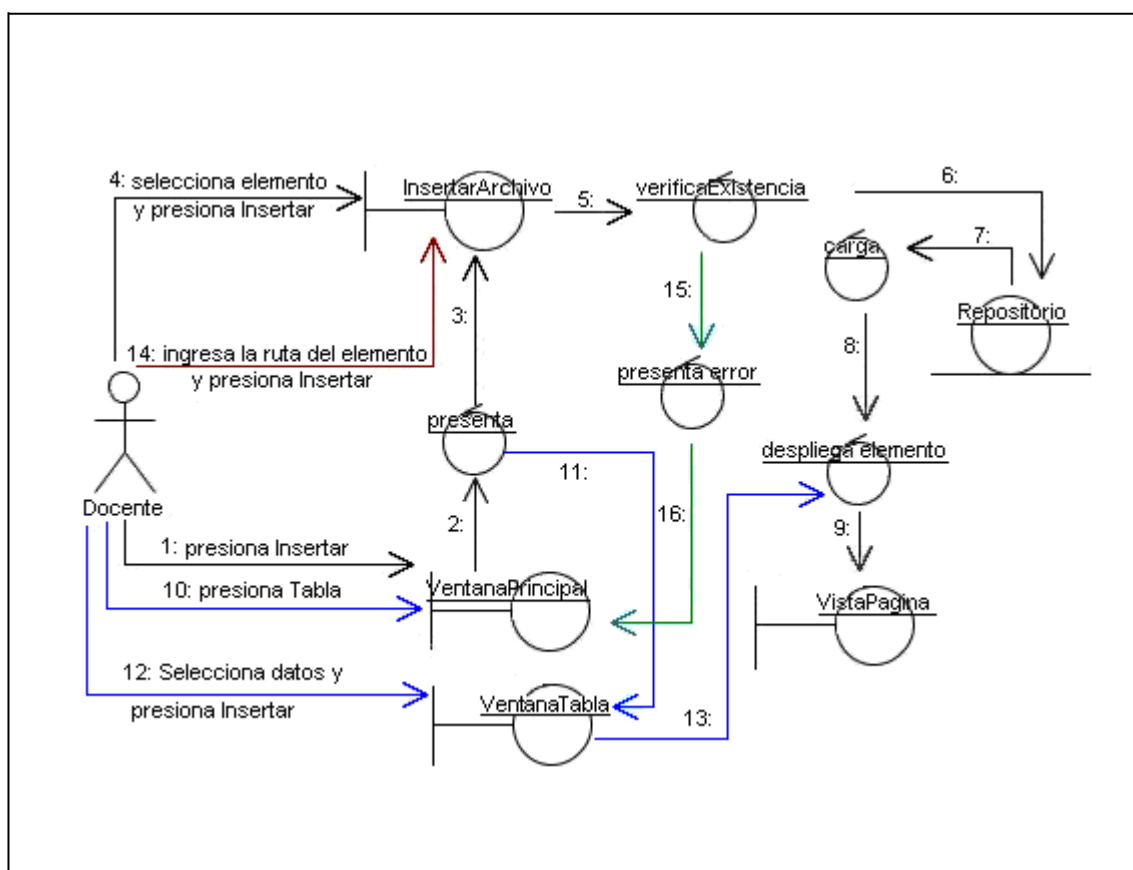 4: selecciona elemento
y presiona Insertar
InsertarArchivo
5:
verificaExistencia
6:
carga
7:
3:
15:
Repositorio
14: ingresa la ruta del elemento
y presiona Insertar
8:
presenta error
presenta
despliega elemento
11:
Docente
2:
16:
9:
1: presiona Insertar
10: presiona Tabla
VentanaPrincipal
VistaPagina
12: Selecciona datos y
presiona Insertar
VentanaTabla
13: